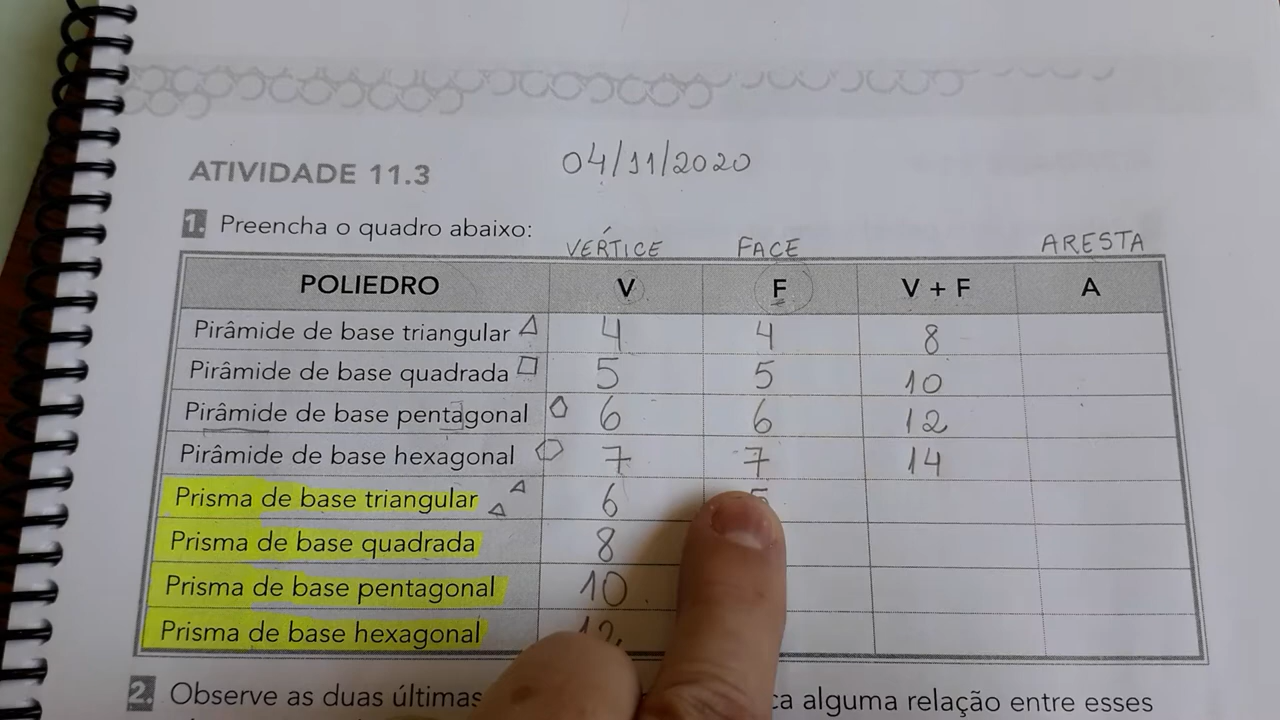 ATIVIDADE 11.3 04/11/2020
1. Preencha o quadro abaixo:
VÉRTICE FACE ARESTA
POLIEDRO V F V + F A
Pirâmide de base triangular 4 4 8
Pirâmide de base quadrada 5 5 10
Pirâmide de base pentagonal 6 6 12
Pirâmide de base hexagonal 7 7 14
Prisma de base triangular 6 5
Prisma de base quadrada 8
Prisma de base pentagonal 10
Prisma de base hexagonal 12
2. Observe as duas últimas alguma relação entre esses